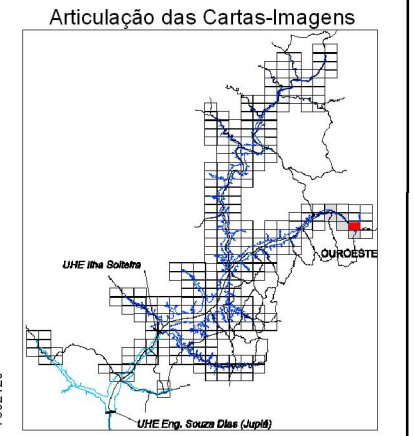 Articulação das Cartas-Imagens
OUROESTE
UHE Ilha Solteira
UHE Eng. Souza Dias (Jupiá)